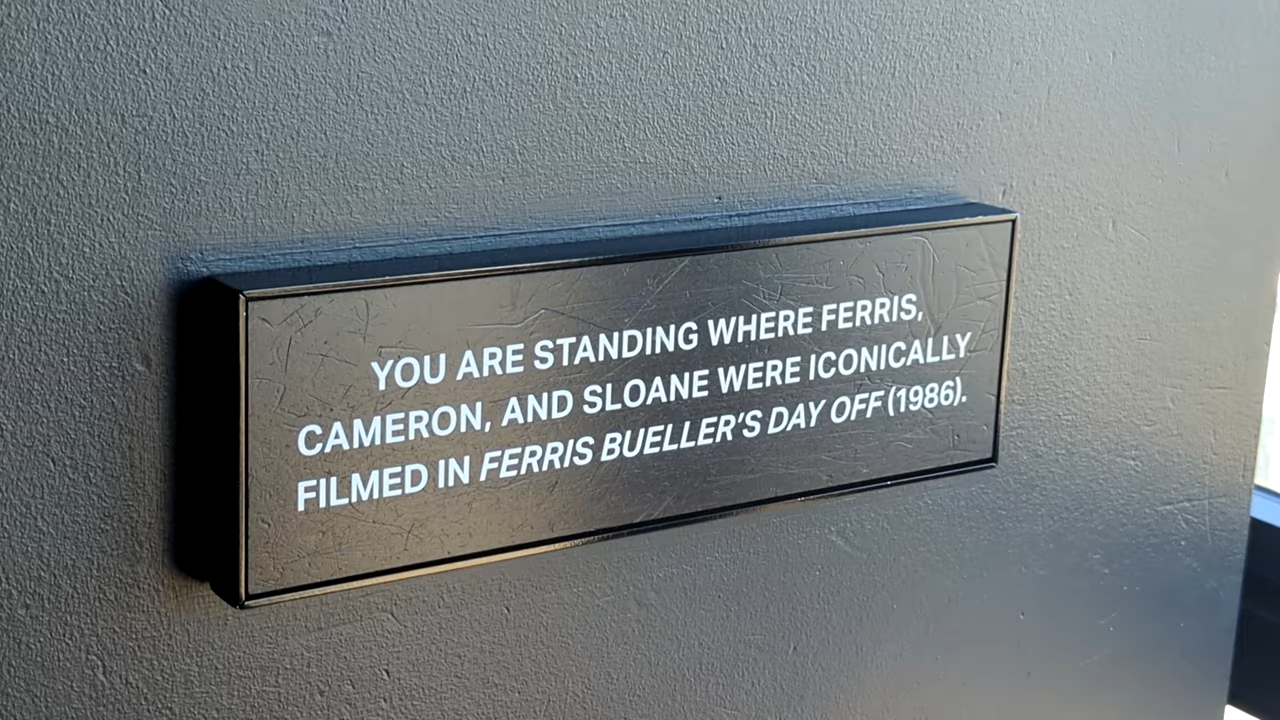 YOU ARE STANDING WHERE FERRIS,
CAMERON, AND SLOANE WERE ICONICALLY
FILMED IN FERRIS BUELLER'S DAY OFF (1986).